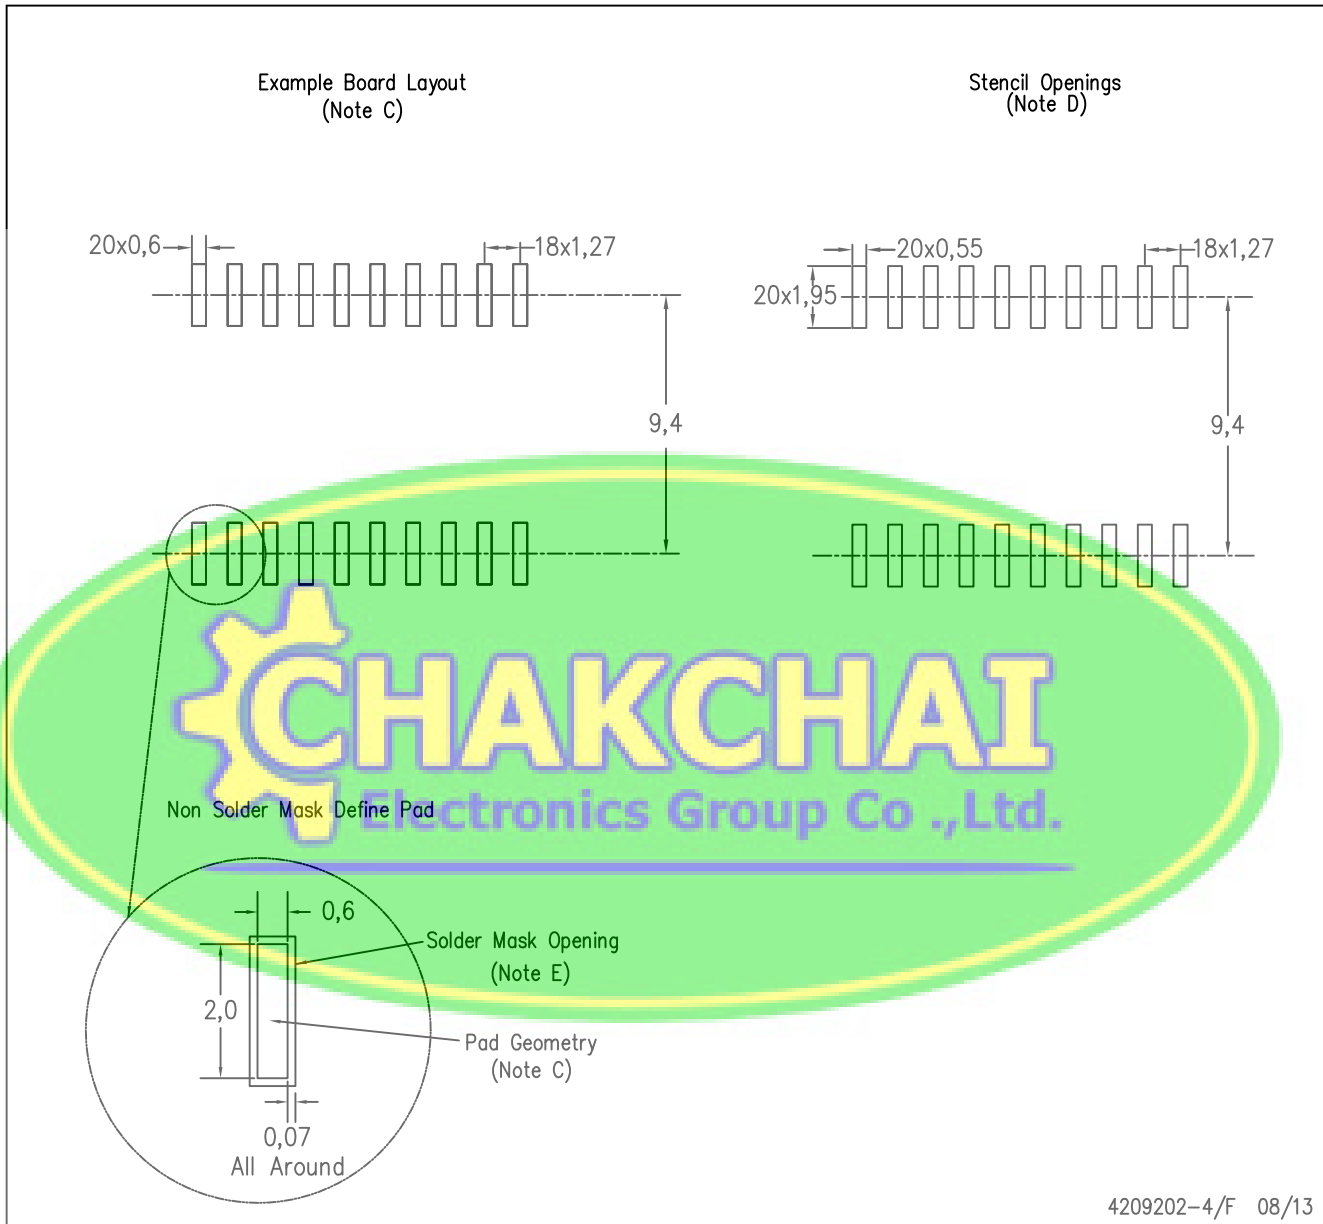 Example Board Layout
(Note C)
Stencil Openings
(Note D)
20x0,6
18x1,27
20x0,55
18x1,27
20x1,95
9,4
9,4
CHAKCHAI
Electronics Group Co .,Ltd.
Non Solder Mask Define Pad
0,6
Solder Mask Opening
(Note E)
2,0
Pad Geometry
(Note C)
0,07
All Around
4209202-4/F 08/13